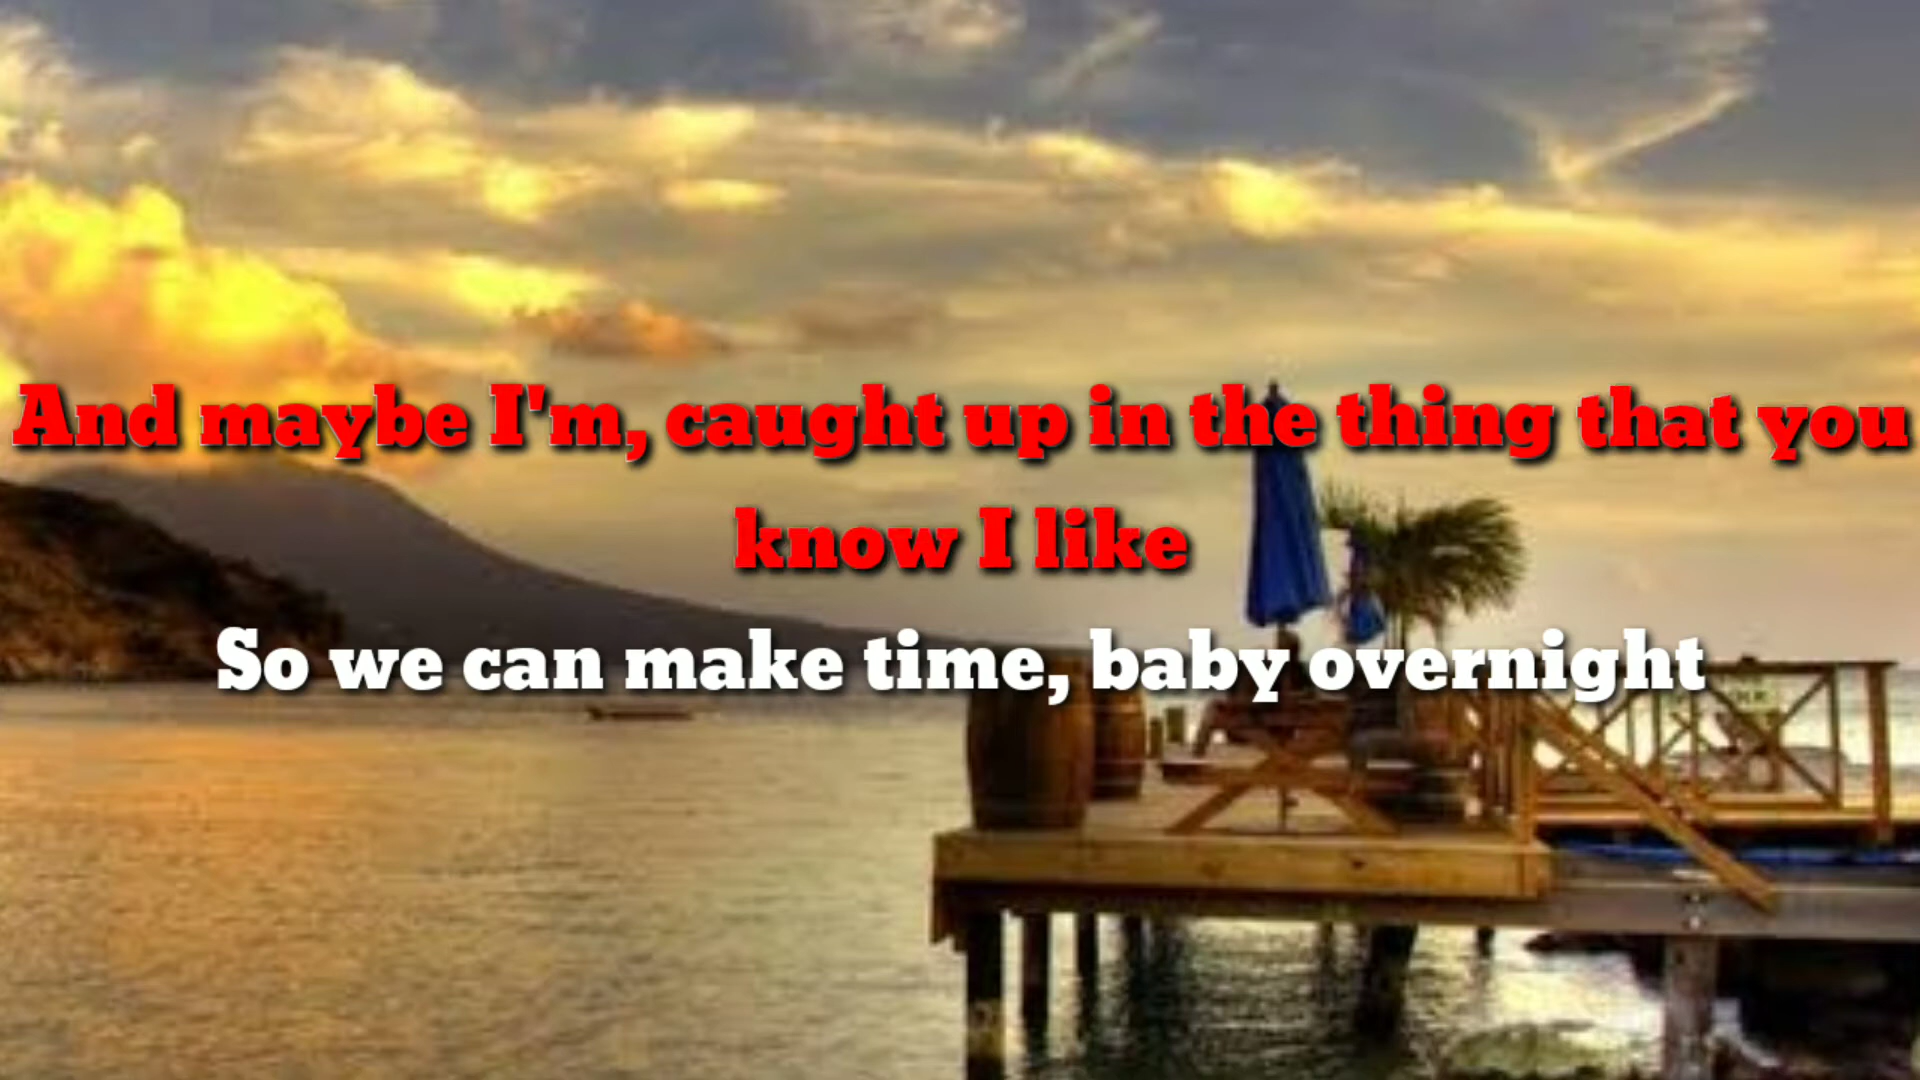 And maybe I'm, caught up in the thing that you
know I like
So we can make time, baby overnight